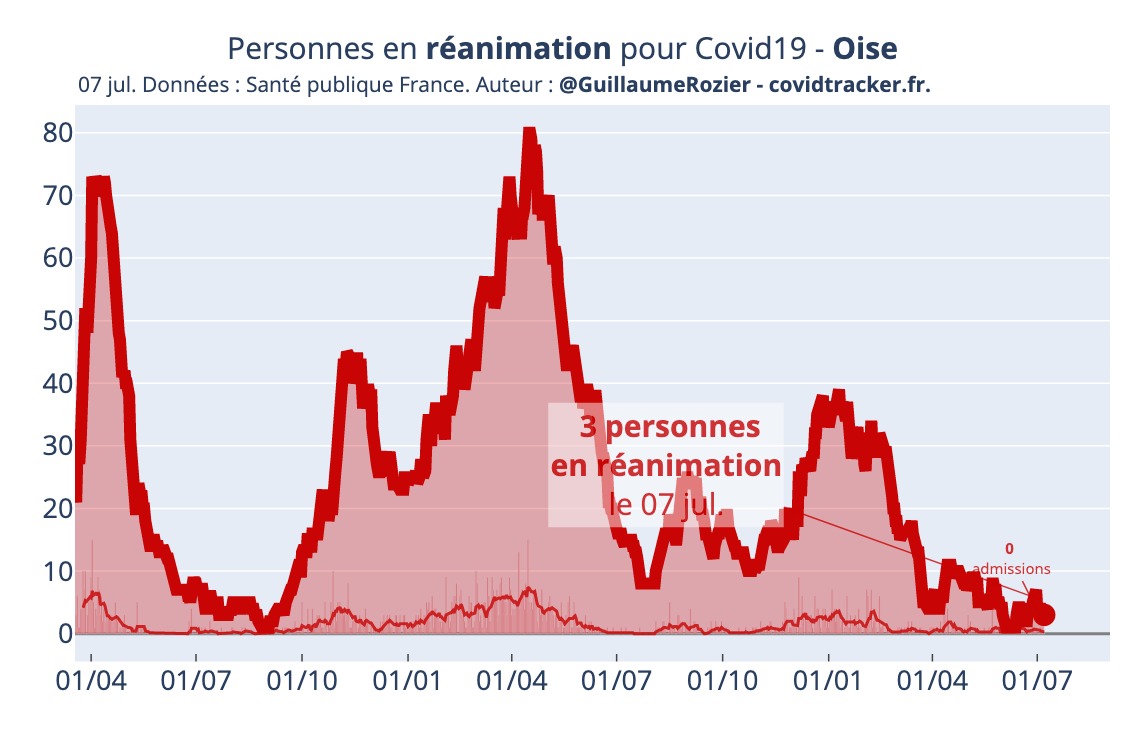 Personnes en réanimation pour Covid19 - Oise
07 jul. Données : Santé publique France. Auteur : @GuillaumeRozier - covidtracker.fr.
80
70
60
50
40
30
20
10
0
3 personnes
en réanimation
le 07 jul.
0
admissions
01/04 01/07 01/10 01/01 01/04 01/07 01/10 01/01 01/04 01/07